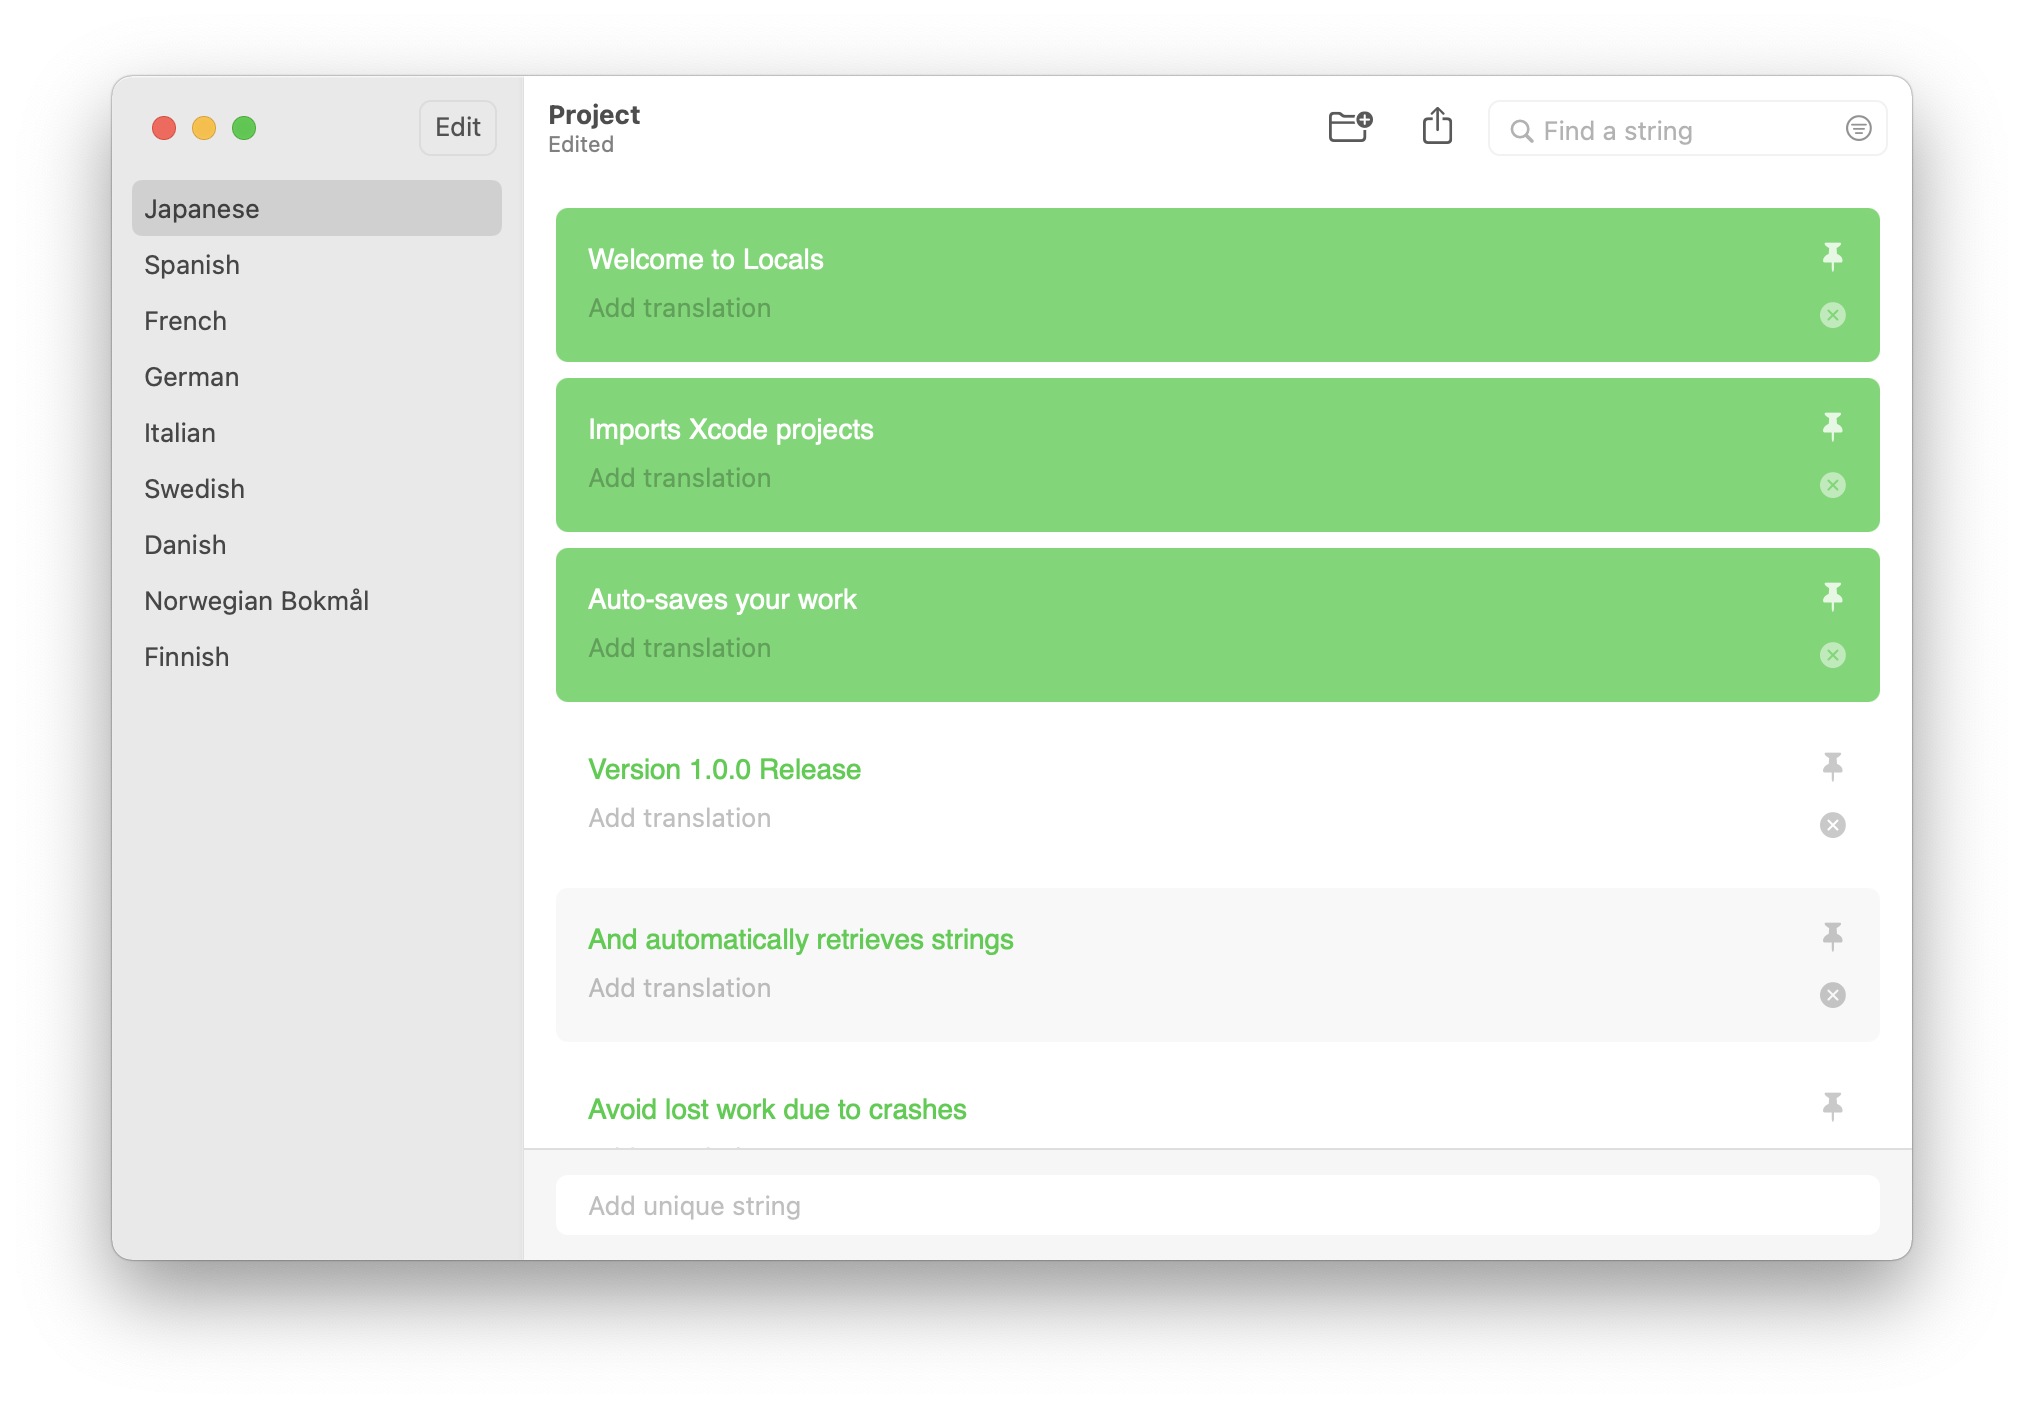 Edit
Japanese
Spanish
French
German
Italian
Swedish
Danish
Norwegian Bokmål
Finnish
Project
Edited
Find a string
Welcome to Locals
Add translation
Imports Xcode projects
Add translation
Auto-saves your work
Add translation
Version 1.0.0 Release
Add translation
And automatically retrieves strings
Add translation
Avoid lost work due to crashes
Add unique string